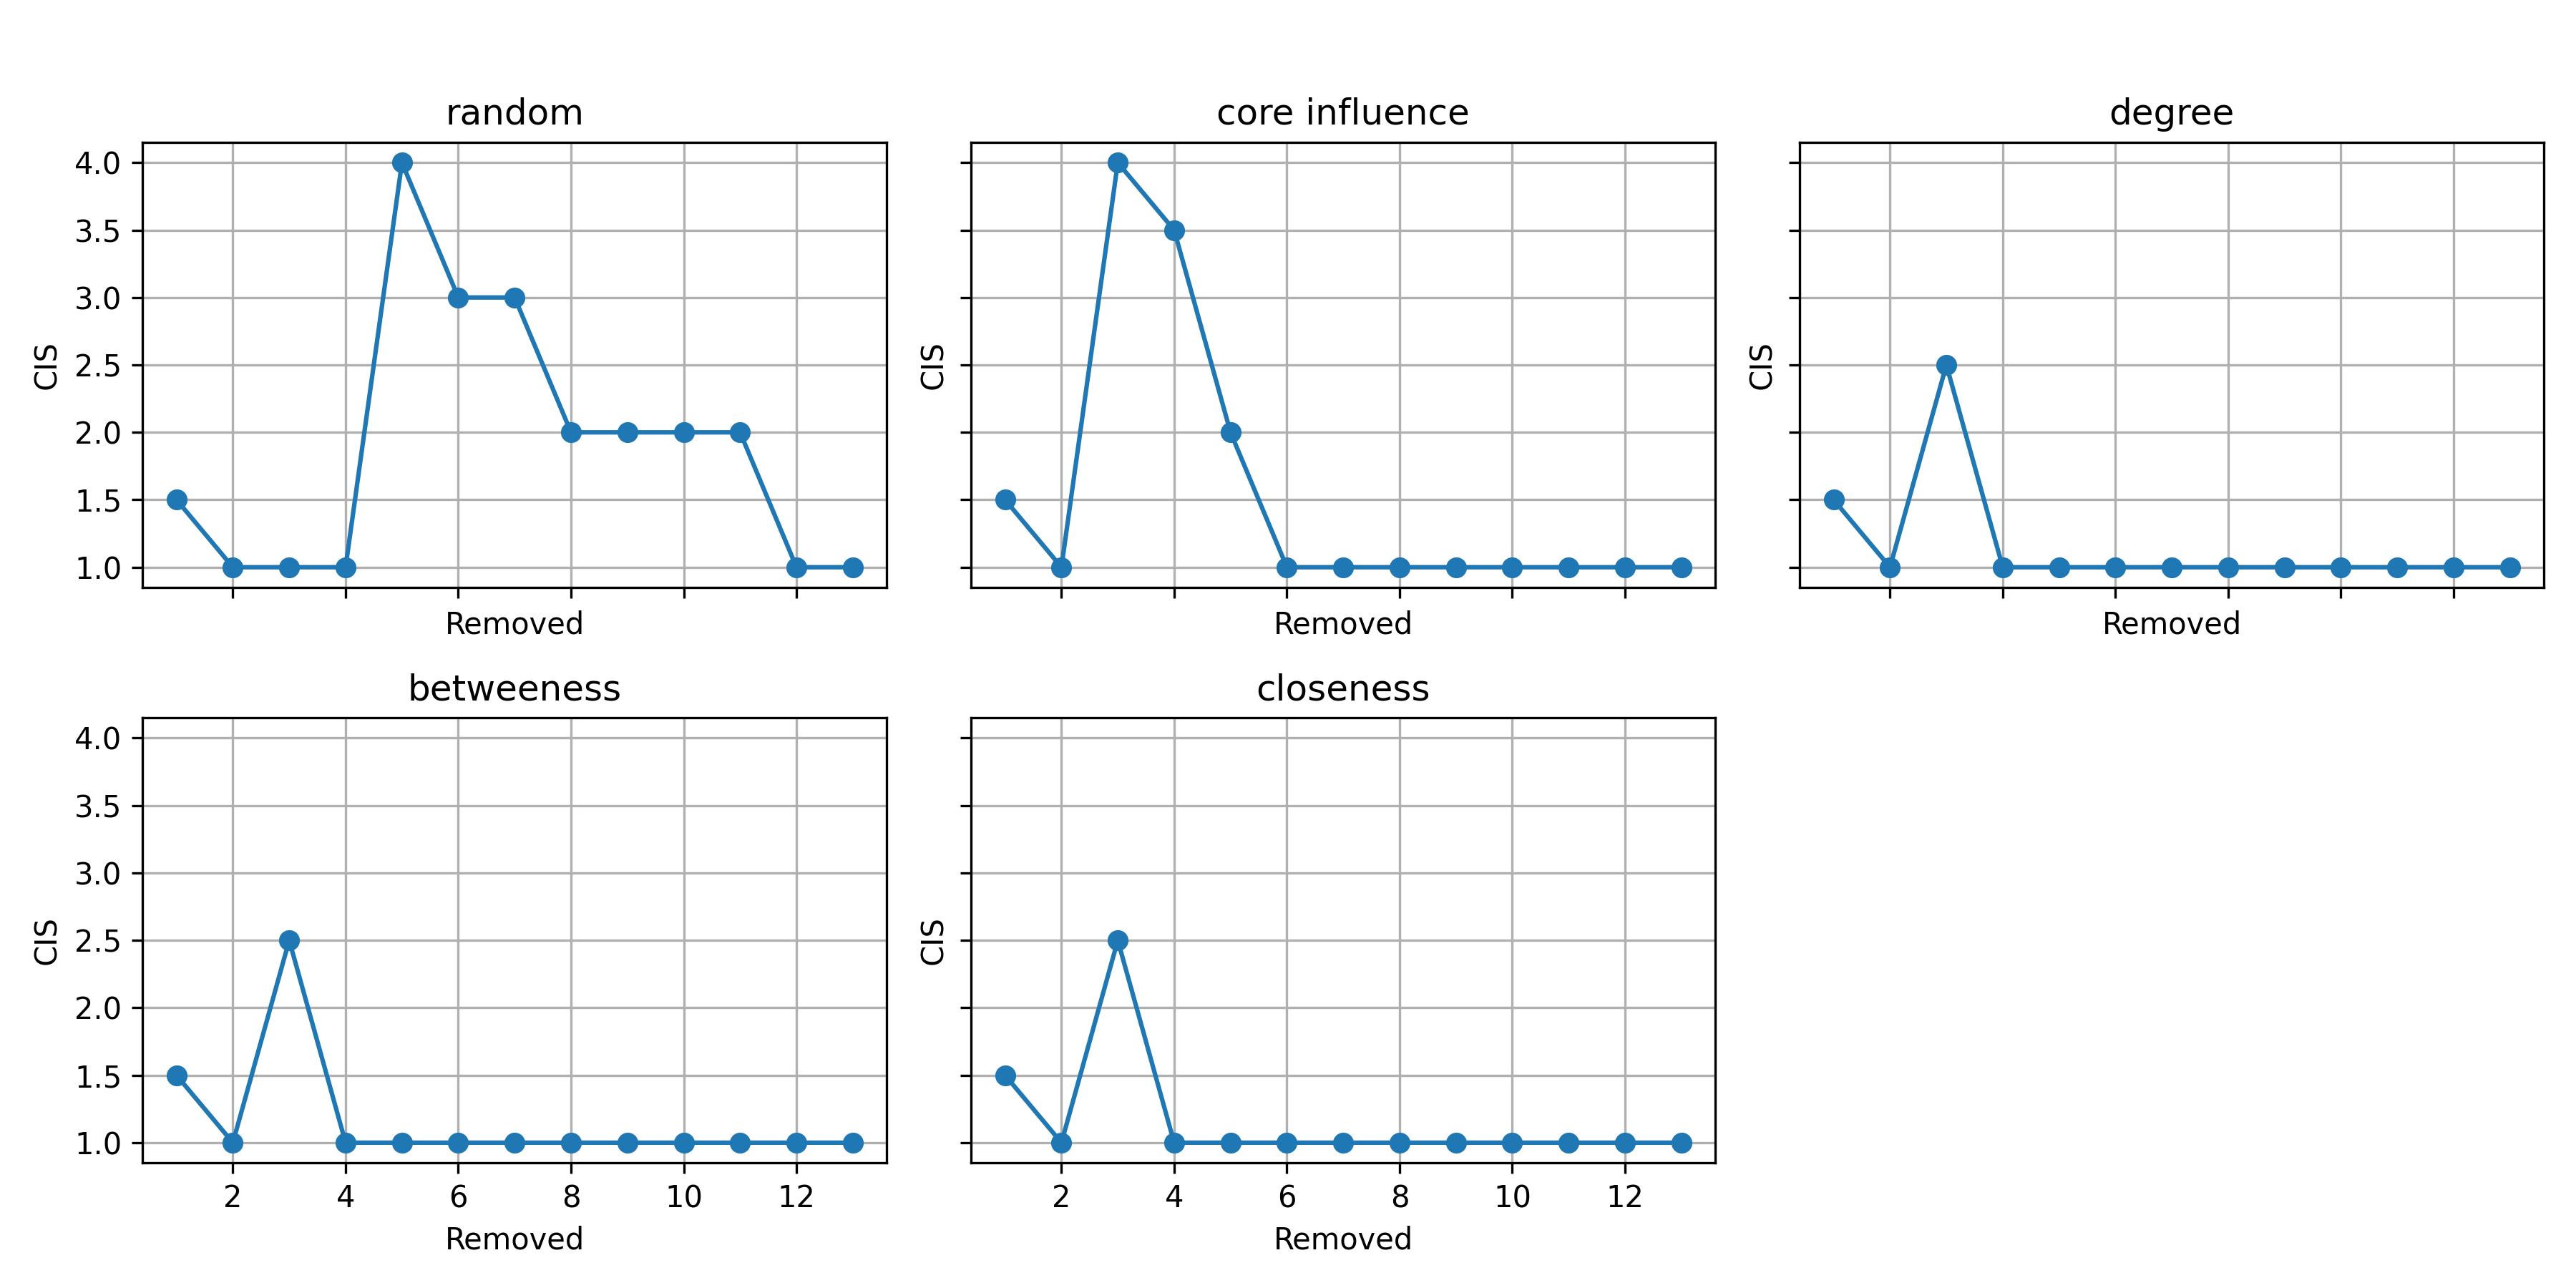 random
core influence
degree
4.0
3.5
3.0
2.5
2.0
1.5
1.0
CIS
CIS
CIS
Removed
Removed
Removed
betweeness
closeness
4.0
3.5
3.0
2.5
2.0
1.5
1.0
CIS
CIS
2 4 6 8 10 12
2 4 6 8 10 12
Removed
Removed